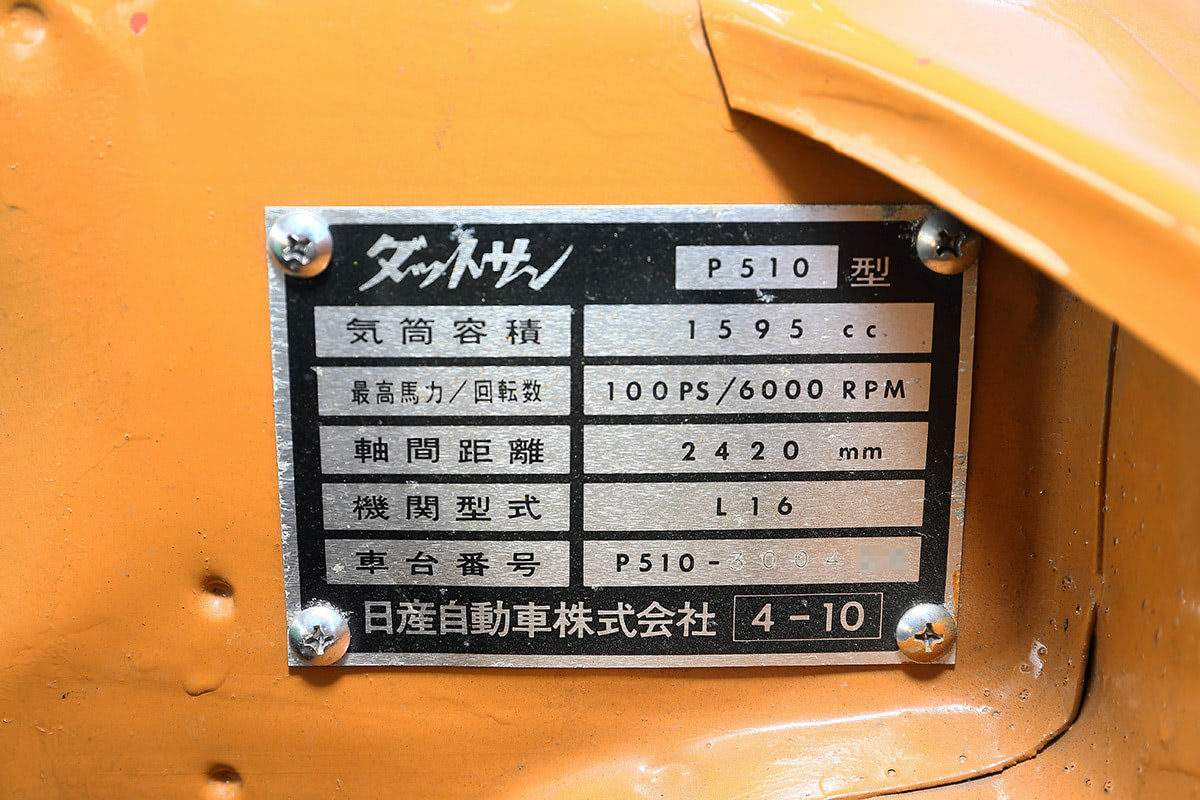 ダットサン P510 型
気筒容積 1595 cc
最高馬力/回転数 100PS/6000 RPM
軸間距離 2420 mm
機関型式 L16
車台番号 P510-3004
日産自動車株式会社 4-10